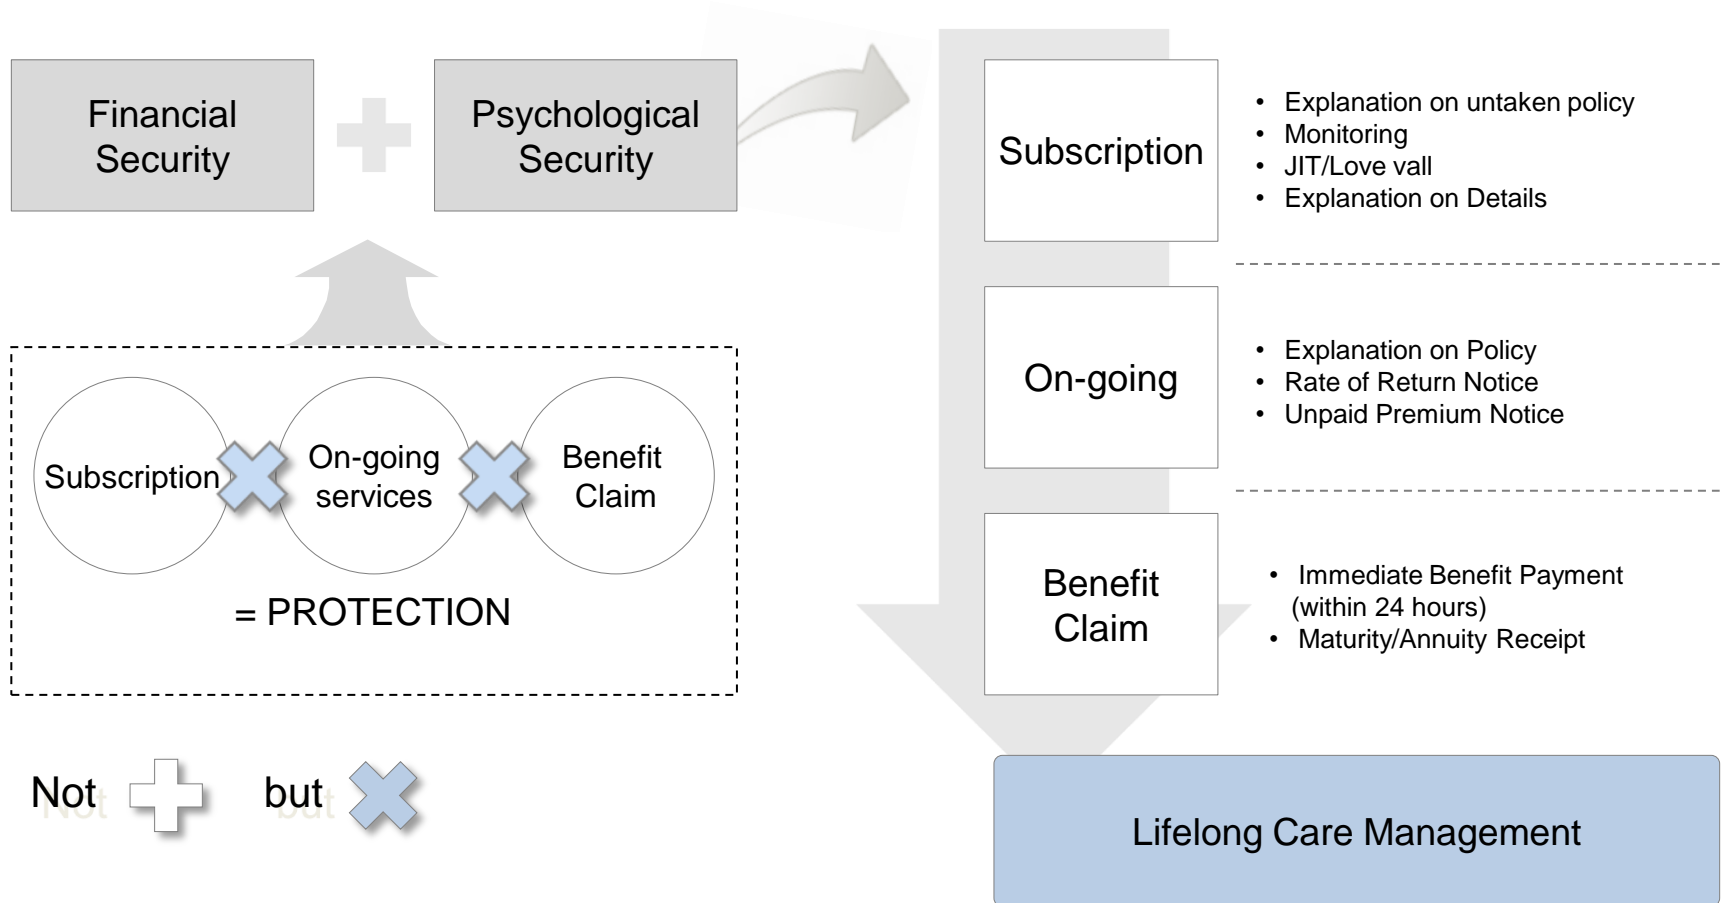 Financial
Security
Psychological
Security
Subscription
On-going
services
Benefit
Claim
= PROTECTION
Not
but
Subscription
• Explanation on untaken policy
• Monitoring
• JIT/Love vall
• Explanation on Details
On-going
• Explanation on Policy
• Rate of Return Notice
• Unpaid Premium Notice
Benefit
Claim
• Immediate Benefit Payment
(within 24 hours)
• Maturity/Annuity Receipt
Lifelong Care Management